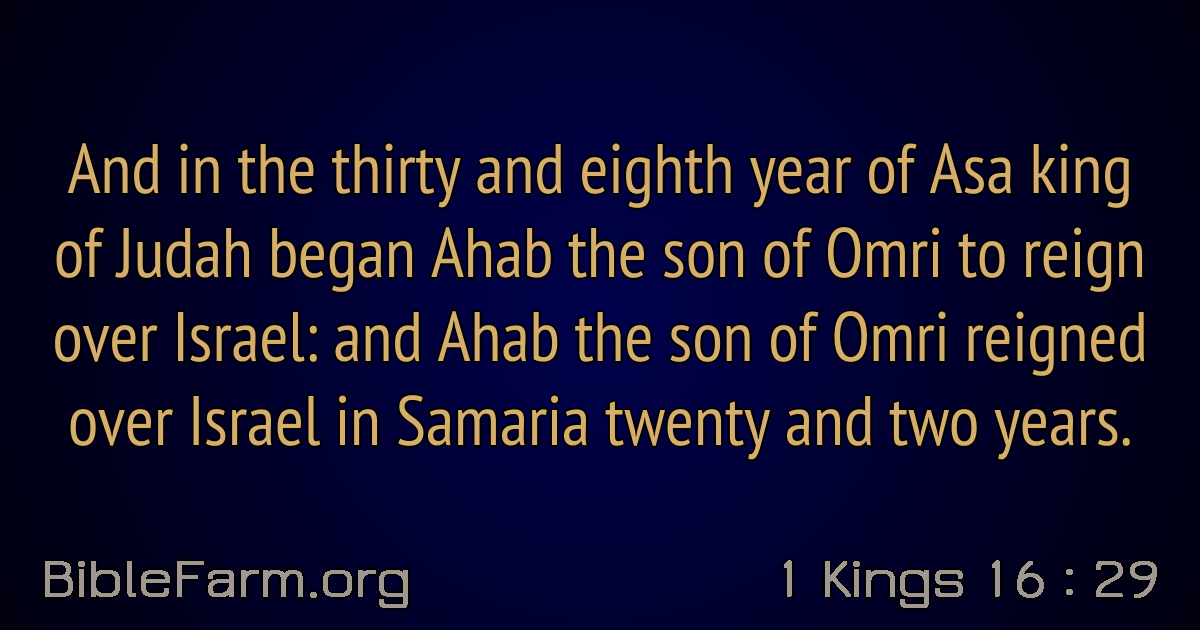 And in the thirty and eighth year of Asa king
of Judah began Ahab the son of Omri to reign
over Israel: and Ahab the son of Omri reigned
over Israel in Samaria twenty and two years.
BibleFarm.org
1 Kings 16 : 29